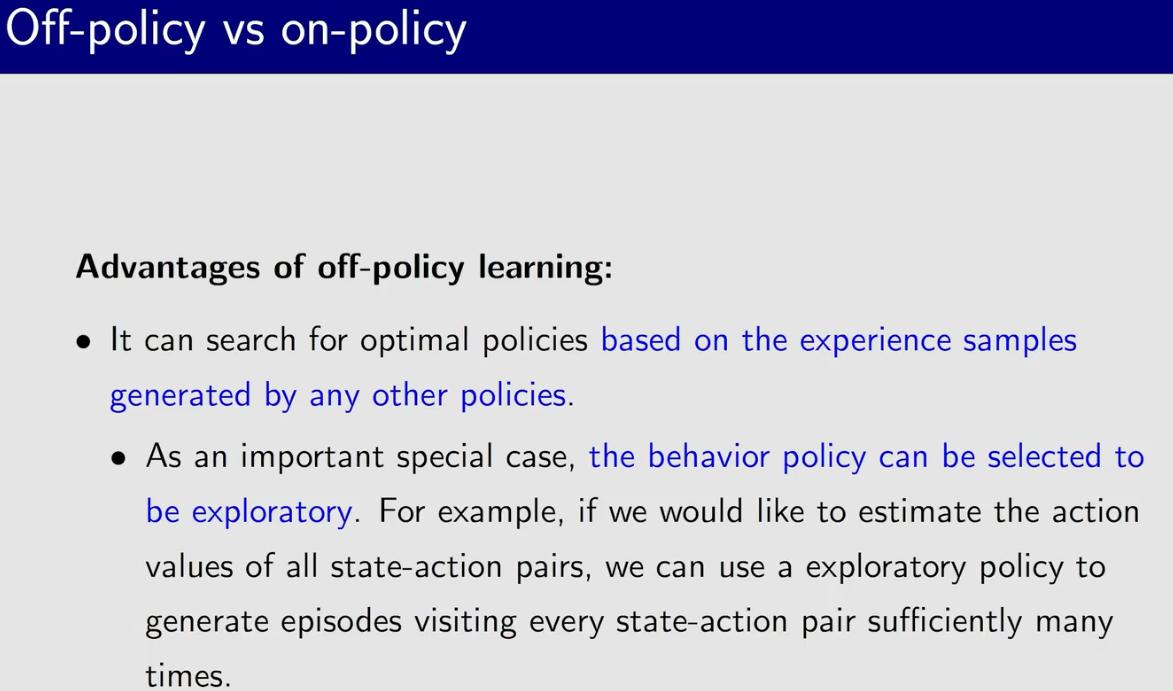 Off-policy vs on-policy
Advantages of off-policy learning:
• It can search for optimal policies based on the experience samples
generated by any other policies.
• As an important special case, the behavior policy can be selected to
be exploratory. For example, if we would like to estimate the action
values of all state-action pairs, we can use a exploratory policy to
generate episodes visiting every state-action pair sufficiently many
times.